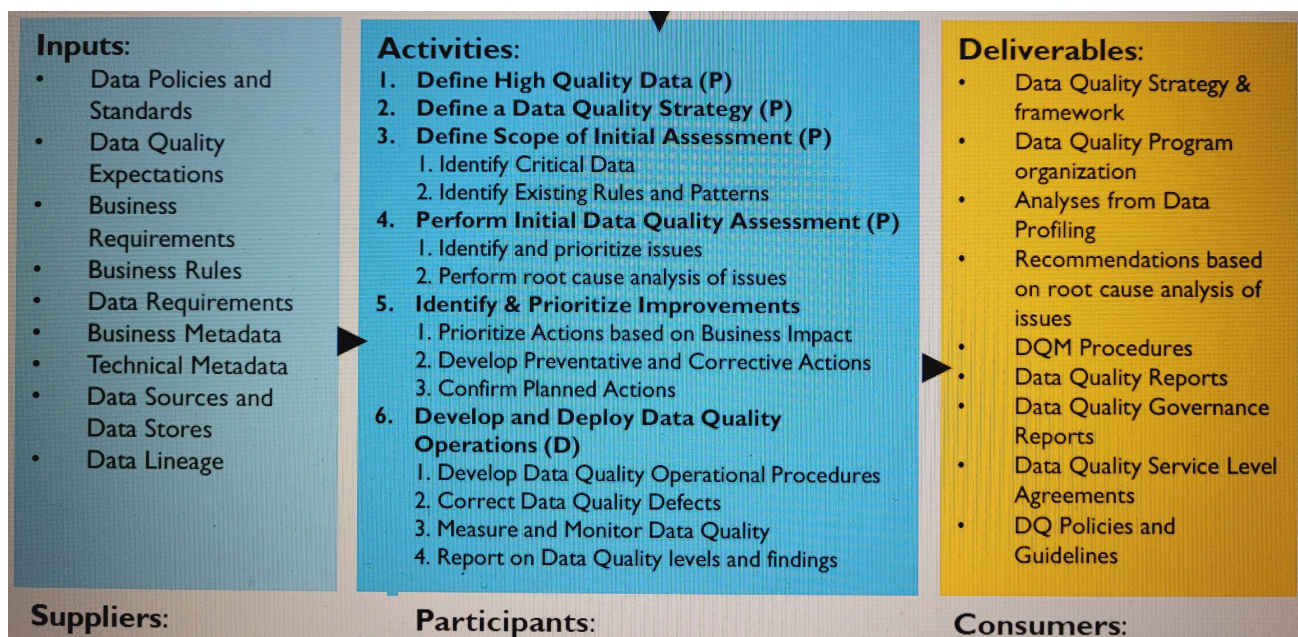 Inputs:
• Data Policies and
Standards
• Data Quality
Expectations
• Business
Requirements
• Business Rules
• Data Requirements
• Business Metadata
• Technical Metadata
• Data Sources and
Data Stores
• Data Lineage
Activities:
1. Define High Quality Data (P)
2. Define a Data Quality Strategy (P)
3. Define Scope of Initial Assessment (P)
1. Identify Critical Data
2. Identify Existing Rules and Patterns
4. Perform Initial Data Quality Assessment (P)
1. Identify and prioritize issues
2. Perform root cause analysis of issues
5. Identify & Prioritize Improvements
1. Prioritize Actions based on Business Impact
2. Develop Preventative and Corrective Actions
3. Confirm Planned Actions
6. Develop and Deploy Data Quality
Operations (D)
1. Develop Data Quality Operational Procedures
2. Correct Data Quality Defects
3. Measure and Monitor Data Quality
4. Report on Data Quality levels and findings
Deliverables:
• Data Quality Strategy &
framework
• Data Quality Program
organization
• Analyses from Data
Profiling
• Recommendations based
on root cause analysis of
issues
• DQM Procedures
• Data Quality Reports
• Data Quality Governance
Reports
• Data Quality Service Level
Agreements
• DQ Policies and
Guidelines
Suppliers:
Participants:
Consumers: